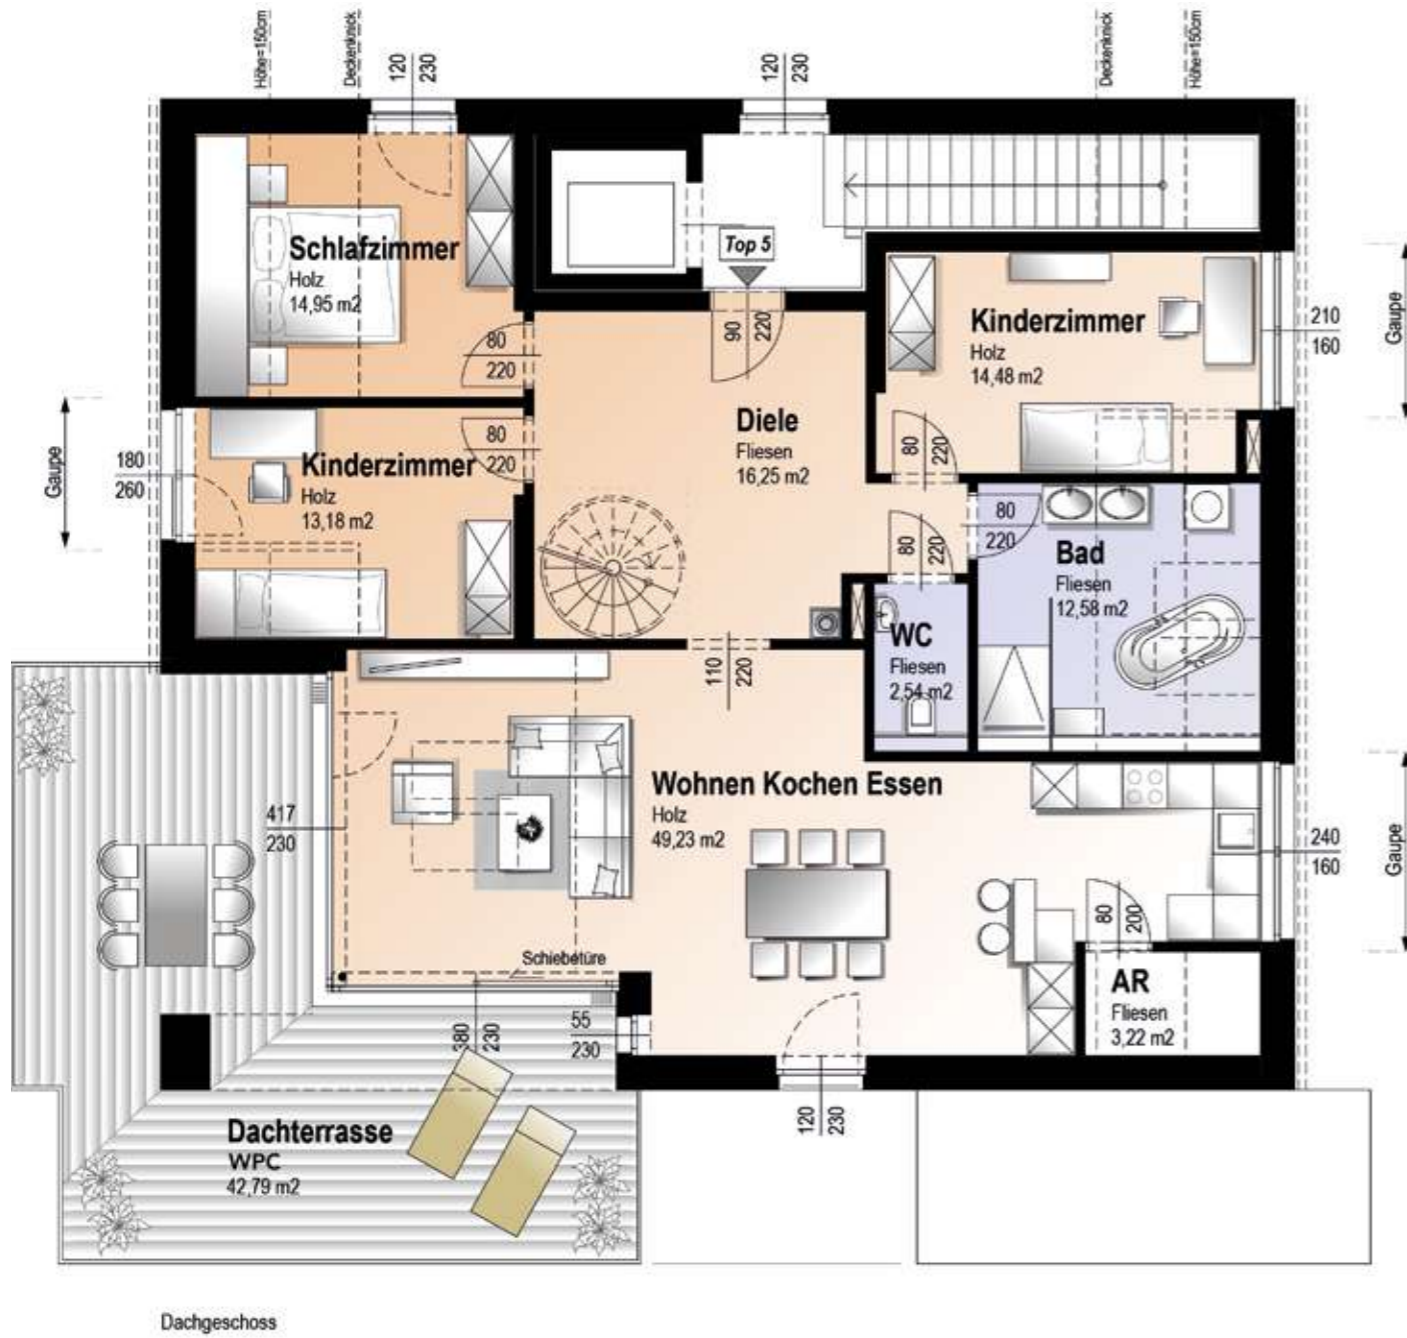 Höhe=150cm
Deckenknick
120
230
120
230
Deckenknick
Höhe=150cm
Schlafzimmer
Holz
14,95 m2
Top 5
80
220
90
220
Kinderzimmer
Holz
14,48 m2
210
160
Gaupe
Gaupe
180
260
Kinderzimmer
Holz
13,18 m2
80
220
Diele
Fliesen
16,25 m2
80
220
80
220
80
220
Bad
Fliesen
12,58 m2
WC
Fliesen
2,54 m2
110
220
417
230
Wohnen Kochen Essen
Holz
49,23 m2
240
160
Gaupe
80
200
Schiebetüre
AR
Fliesen
3,22 m2
380
230
55
230
120
230
Dachterrasse
WPC
42,79 m2
Dachgeschoss